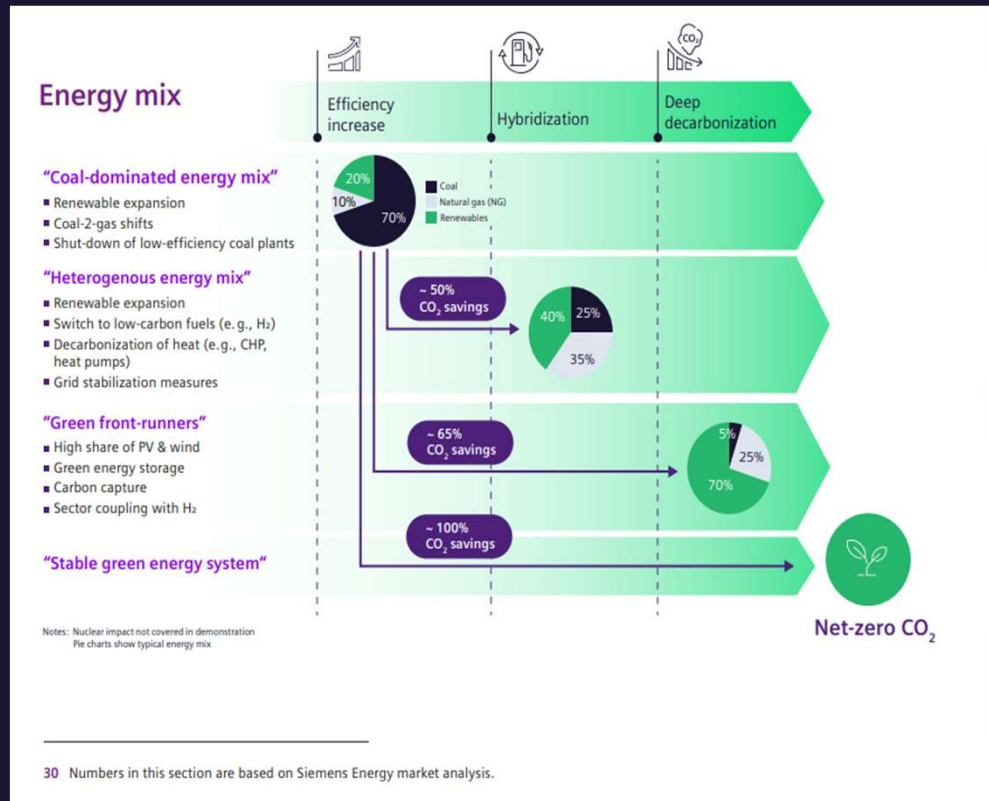 CO₂
Energy mix
Efficiency
increase
Hybridization
Deep
decarbonization
"Coal-dominated energy mix"
▪ Renewable expansion
▪ Coal-2-gas shifts
▪ Shut-down of low-efficiency coal plants
20%
10%
70%
Coal
Natural gas (NG)
Renewables
"Heterogenous energy mix"
▪ Renewable expansion
▪ Switch to low-carbon fuels (e.g., H₂)
▪ Decarbonization of heat (e.g., CHP,
heat pumps)
▪ Grid stabilization measures
~ 50%
CO₂ savings
40%
25%
35%
"Green front-runners"
▪ High share of PV & wind
▪ Green energy storage
▪ Carbon capture
▪ Sector coupling with H₂
~ 65%
CO₂ savings
5%
25%
70%
~ 100%
CO₂ savings
"Stable green energy system"
Net-zero CO₂
Notes: Nuclear impact not covered in demonstration
Pie charts show typical energy mix
30 Numbers in this section are based on Siemens Energy market analysis.